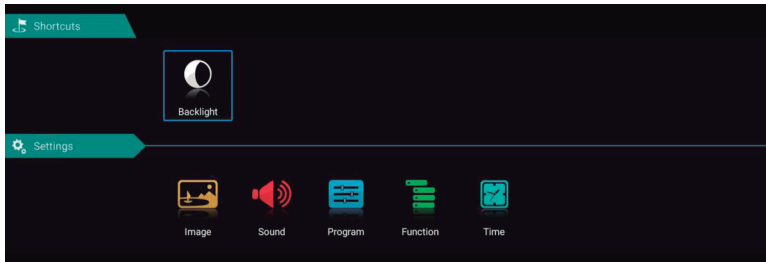 Shortcuts
Backlight
Settings
Image Sound Program Function Time